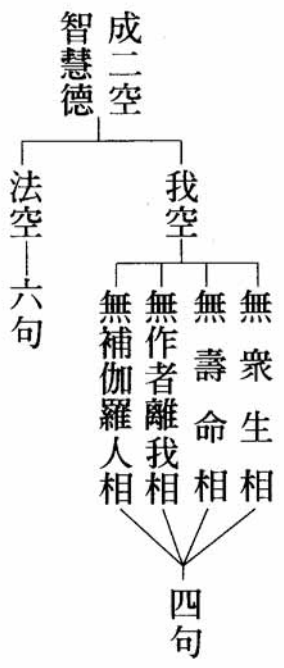 成二空
智慧德
我空
無眾生相
無壽命相
無作者離我相
無補伽羅人相
四句
法空
六句